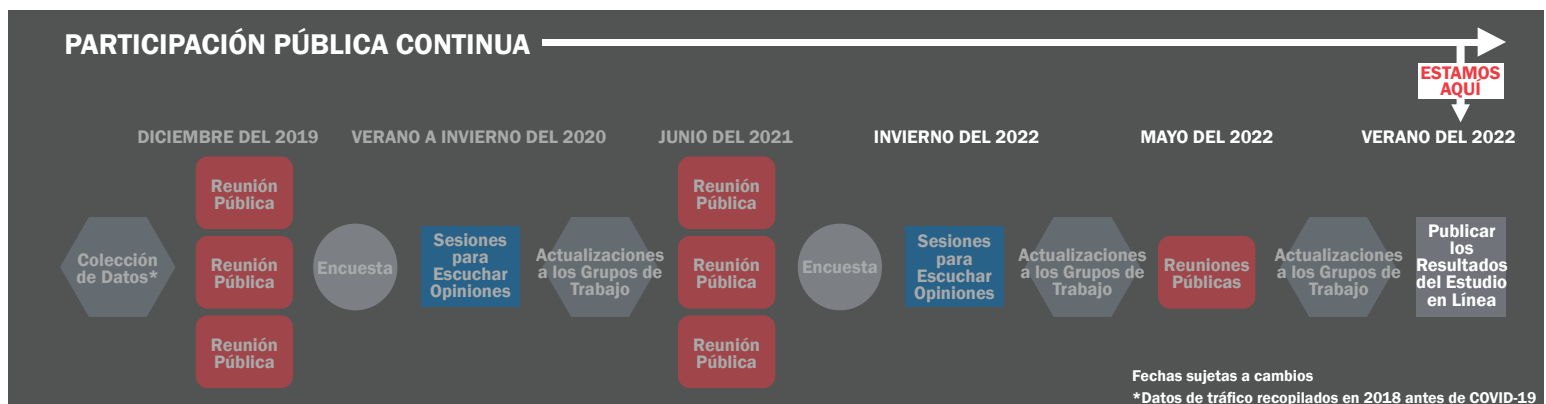 PARTICIPACIÓN PÚBLICA CONTINUA
ESTAMOS
AQUÍ
DICIEMBRE DEL 2019
VERANO A INVIERNO DEL 2020
JUNIO DEL 2021
INVIERNO DEL 2022
MAYO DEL 2022
VERANO DEL 2022
Colección
de Datos*
Reunión
Pública
Reunión
Pública
Reunión
Pública
Encuesta
Sesiones
para
Escuchar
Opiniones
Actualizaciones
a los Grupos de
Trabajo
Reunión
Pública
Reunión
Pública
Reunión
Pública
Encuesta
Sesiones
para
Escuchar
Opiniones
Actualizaciones
a los Grupos de
Trabajo
Reuniones
Públicas
Actualizaciones
a los Grupos de
Trabajo
Publicar
los
Resultados
del Estudio
en Línea
Fechas sujetas a cambios
*Datos de tráfico recopilados en 2018 antes de COVID-19